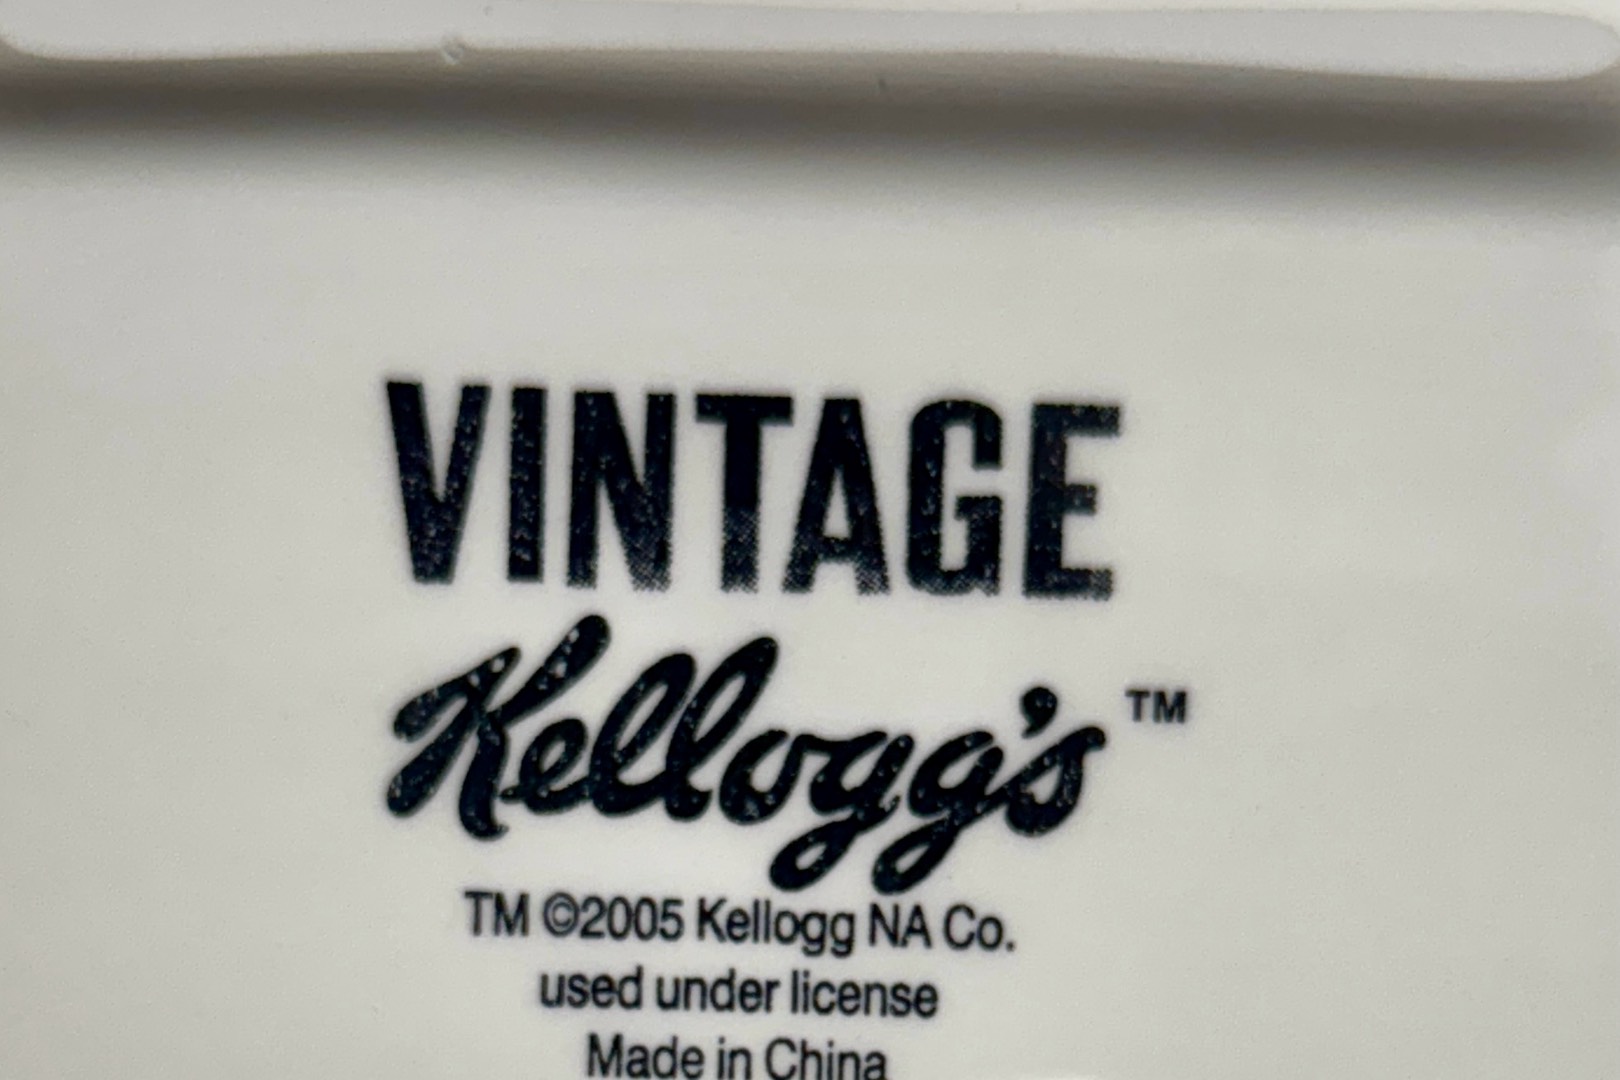 VINTAGE
Kellogg's™
TM ©2005 Kellogg NA Co.
used under license
Made in China